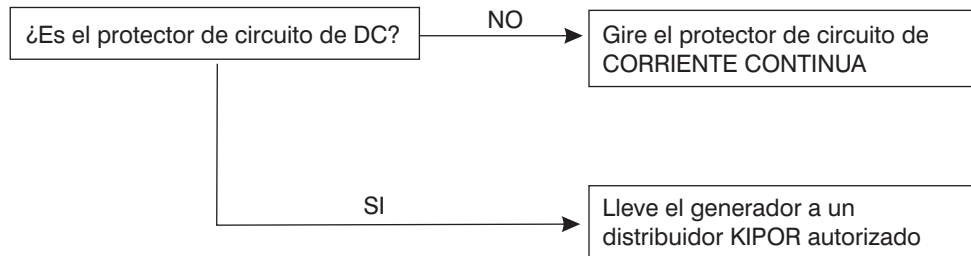 ¿Es el protector de circuito de DC?
NO
Gire el protector de circuito de
CORRIENTE CONTINUA
SI
Lleve el generador a un
distribuidor KIPOR autorizado